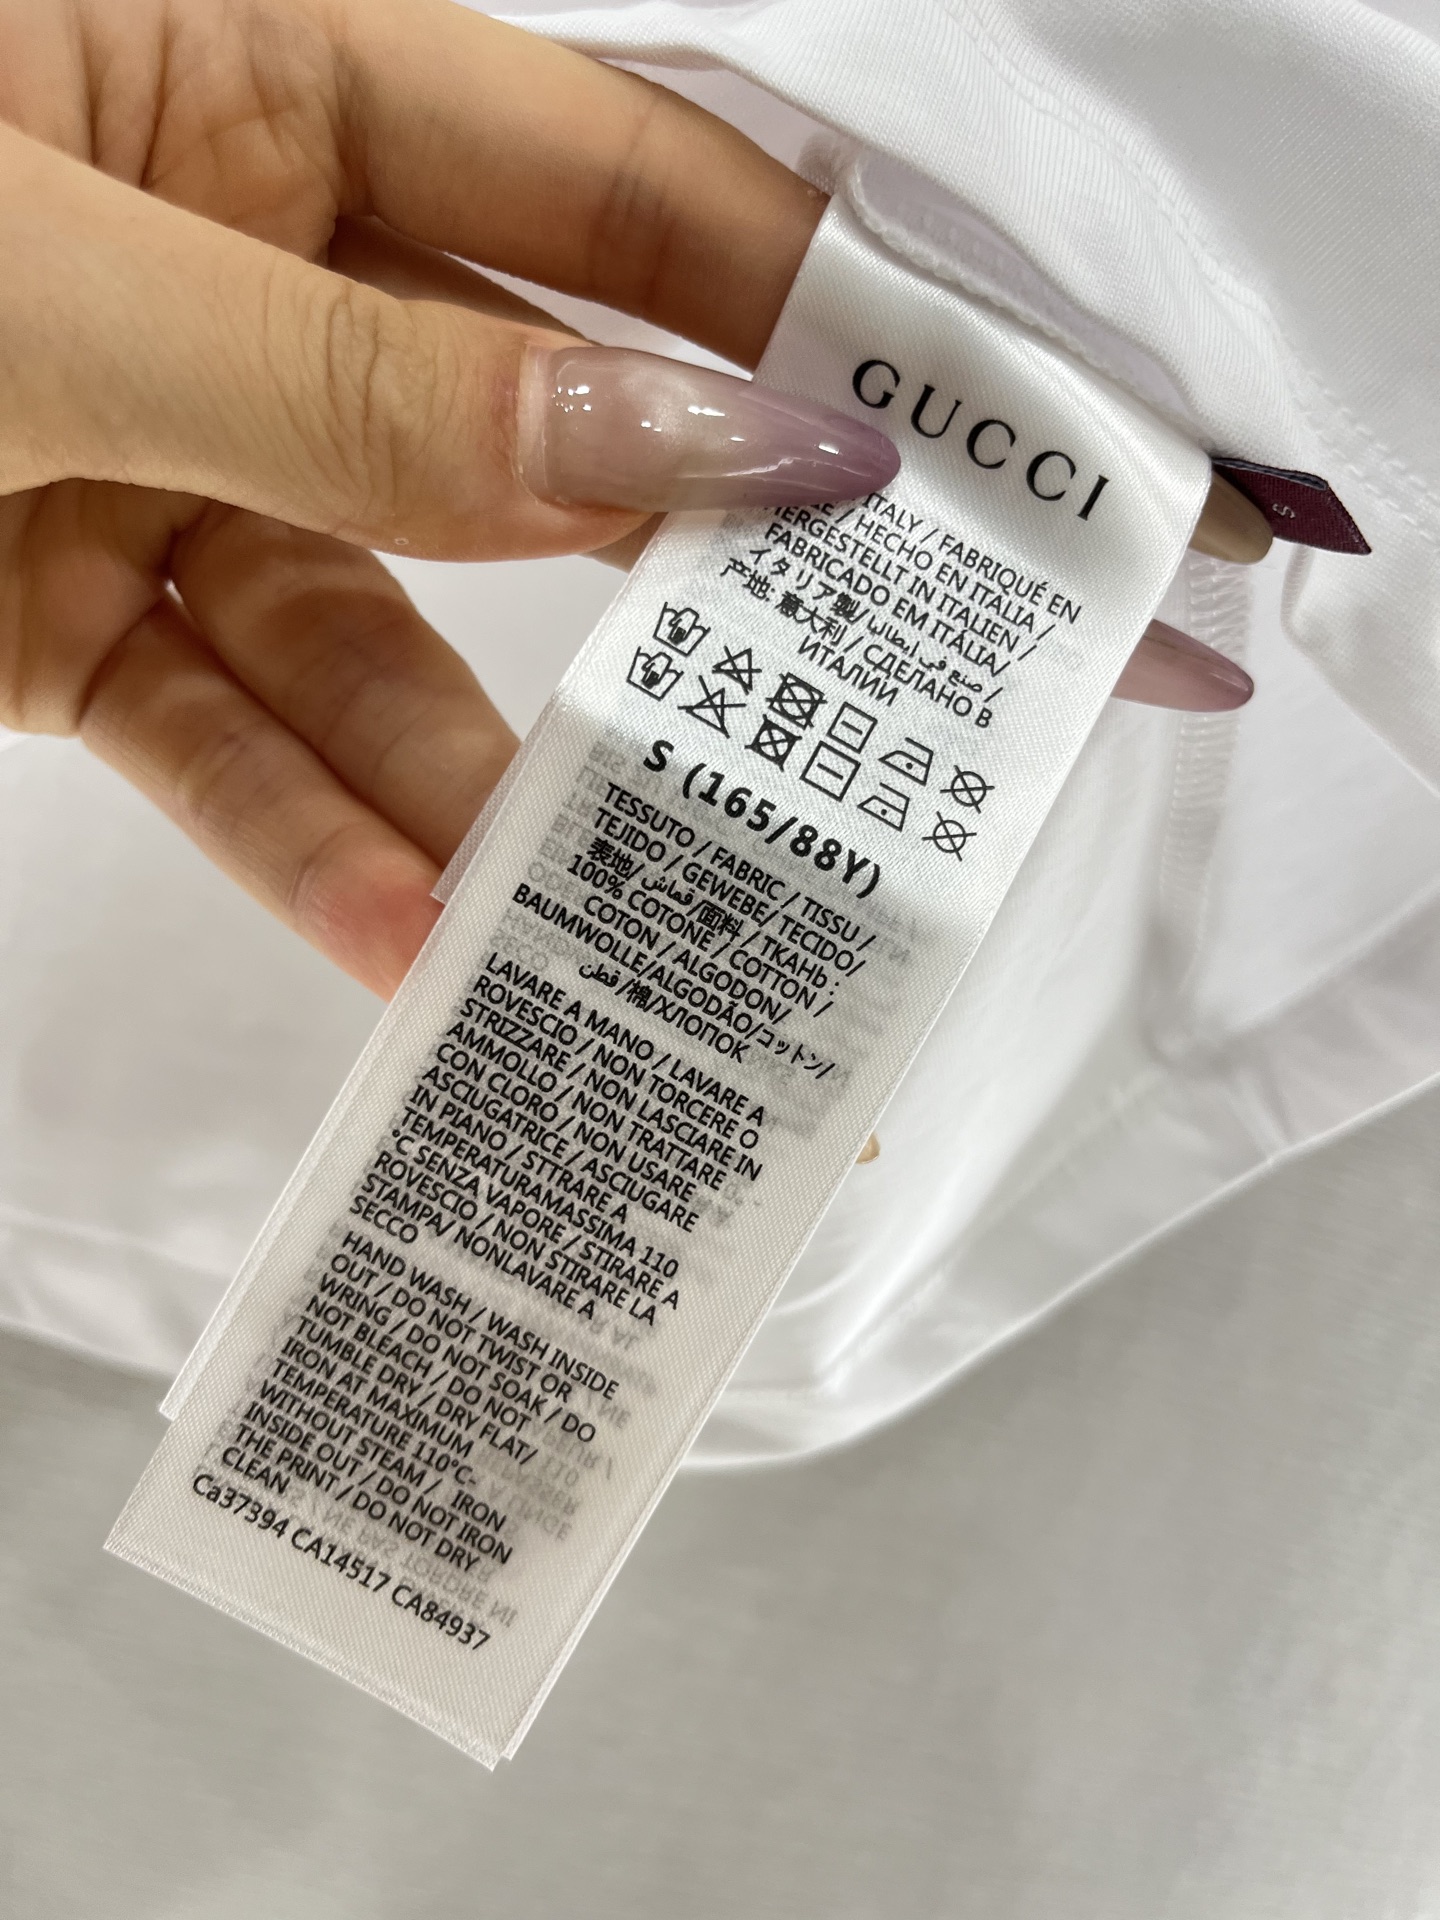 GUCCI
ITALY / FABRIQUÉ EN
/ HECHO EN ITALIA /
HERGESTELLT IN ITALIEN /
FABRICADO EM ITÁLIA/
イタリア製/ صنع في إيطاليا /
产地: 意大利 / СДЕЛАНО В
ИТАЛИИ
S (165/88Y)
TESSUTO / FABRIC / TISSU /
TEJIDO / GEWEBE/ TECIDO/
表地/ قماش /面料 / ТКАНЬ :
100% COTONE / COTTON /
COTON / ALGODON/
BAUMWOLLE/ALGODÃO/コットン/
قطن /棉/ХЛОПОК
LAVARE A MANO / LAVARE A
ROVESCIO / NON TORCERE O
STRIZZARE / NON LASCIARE IN
AMMOLLO / NON TRATTARE IN
CON CLORO / NON USARE
ASCIUGATRICE / ASCIUGARE
IN PIANO / STTRARE A
TEMPERATURAMASSIMA 110
°C SENZA VAPORE / STIRARE A
ROVESCIO / NON STIRARE LA
STAMPA/ NONLAVARE A
SECCO
HAND WASH / WASH INSIDE
OUT / DO NOT TWIST OR
WRING / DO NOT SOAK / DO
NOT BLEACH / DO NOT
TUMBLE DRY / DRY FLAT/
IRON AT MAXIMUM
TEMPERATURE 110°C-
WITHOUT STEAM / IRON
INSIDE OUT / DO NOT IRON
THE PRINT / DO NOT DRY
CLEAN
Ca37394 CA14517 CA84937
S